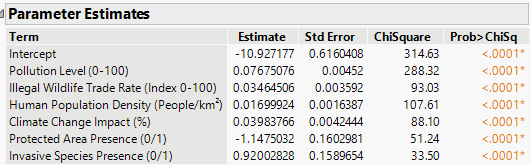 Parameter Estimates
Term Estimate Std Error ChiSquare Prob>ChiSq
Intercept -10.927177 0.6160408 314.63 <.0001*
Pollution Level (0-100) 0.07675076 0.00452 288.32 <.0001*
Illegal Wildlife Trade Rate (Index 0-100) 0.03464506 0.003592 93.03 <.0001*
Human Population Density (People/km²) 0.01699924 0.0016387 107.61 <.0001*
Climate Change Impact (%) 0.03983766 0.0042444 88.10 <.0001*
Protected Area Presence (0/1) -1.1475032 0.1602981 51.24 <.0001*
Invasive Species Presence (0/1) 0.92002828 0.1589654 33.50 <.0001*